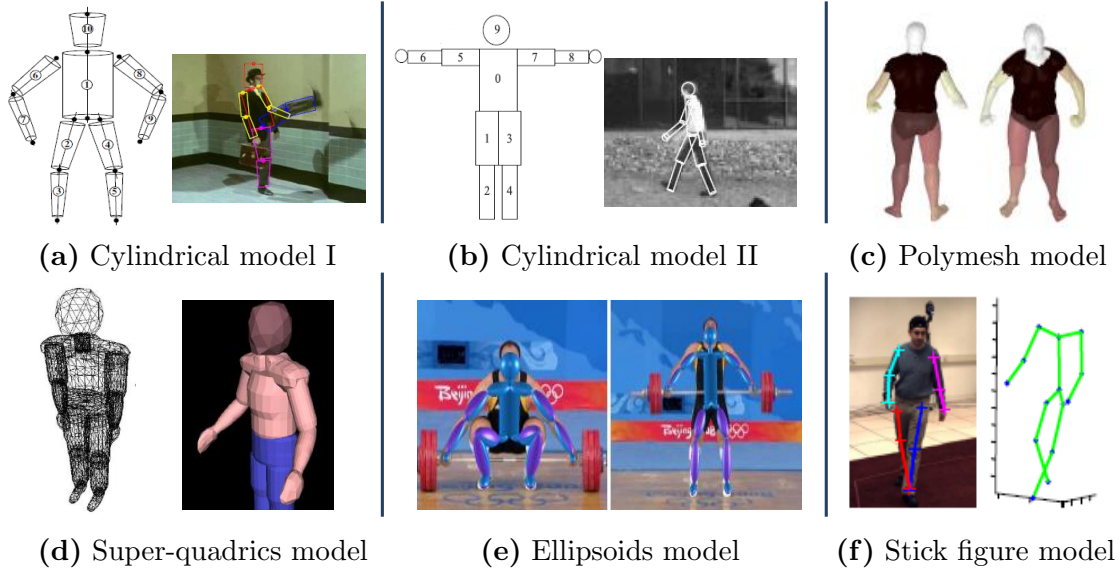 10
6
8
1
7
9
2
4
3
5
9
6
5
7
8
0
1
3
2
4
(a) Cylindrical model I
(b) Cylindrical model II
(c) Polymesh model
Beijing
Beijing
(d) Super-quadrics model
(e) Ellipsoids model
(f) Stick figure model